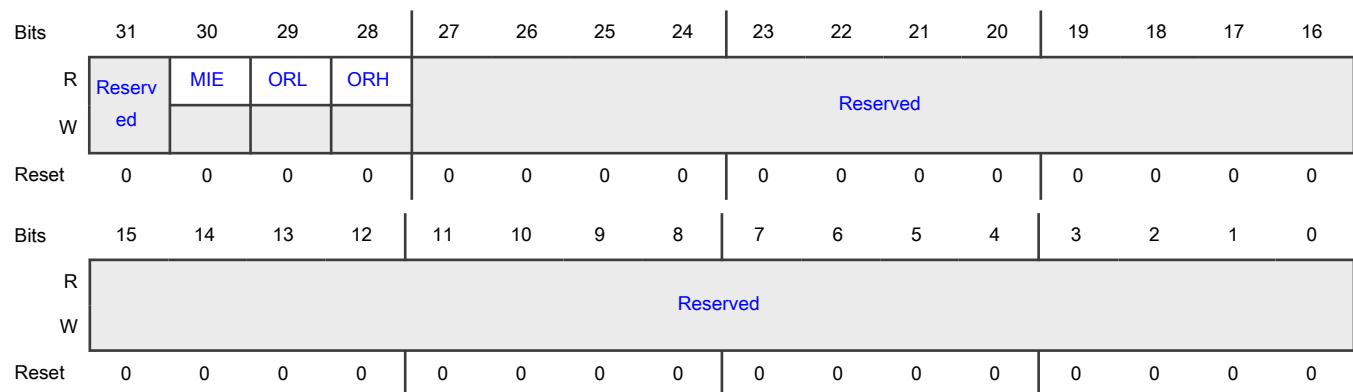 Bits 31 30 29 28 27 26 25 24 23 22 21 20 19 18 17 16
R Reserv MIE ORL ORH Reserved
W ed
Reset 0 0 0 0 0 0 0 0 0 0 0 0 0 0 0 0
Bits 15 14 13 12 11 10 9 8 7 6 5 4 3 2 1 0
R Reserved
W
Reset 0 0 0 0 0 0 0 0 0 0 0 0 0 0 0 0